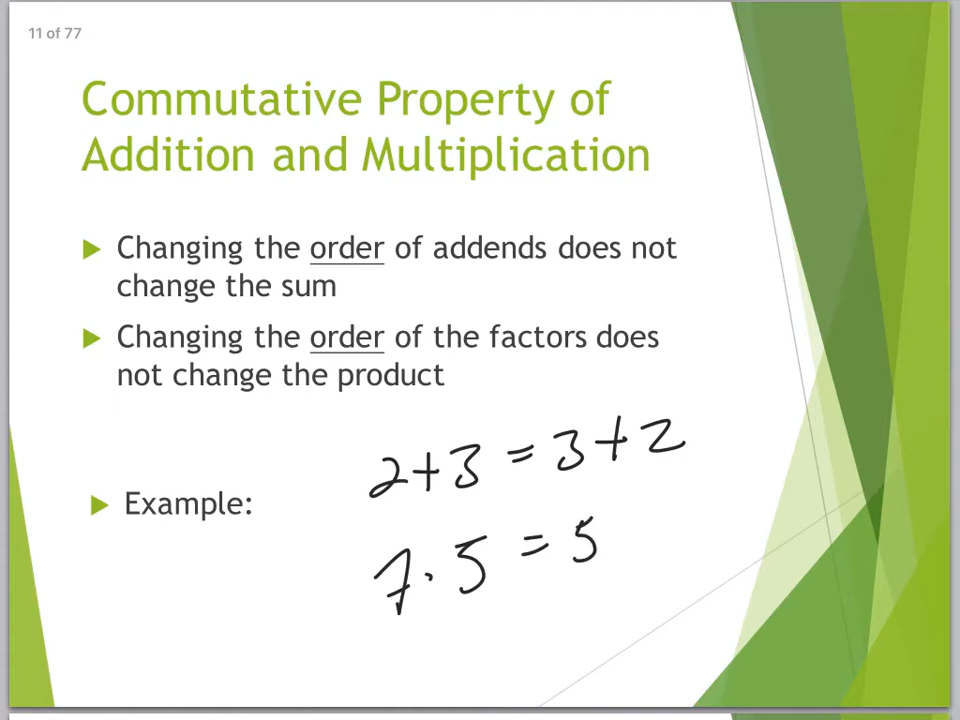 11 of 77
Commutative Property of
Addition and Multiplication
Changing the order of addends does not
change the sum
Changing the order of the factors does
not change the product
2+3 = 3+2
Example:
7·5 = 5